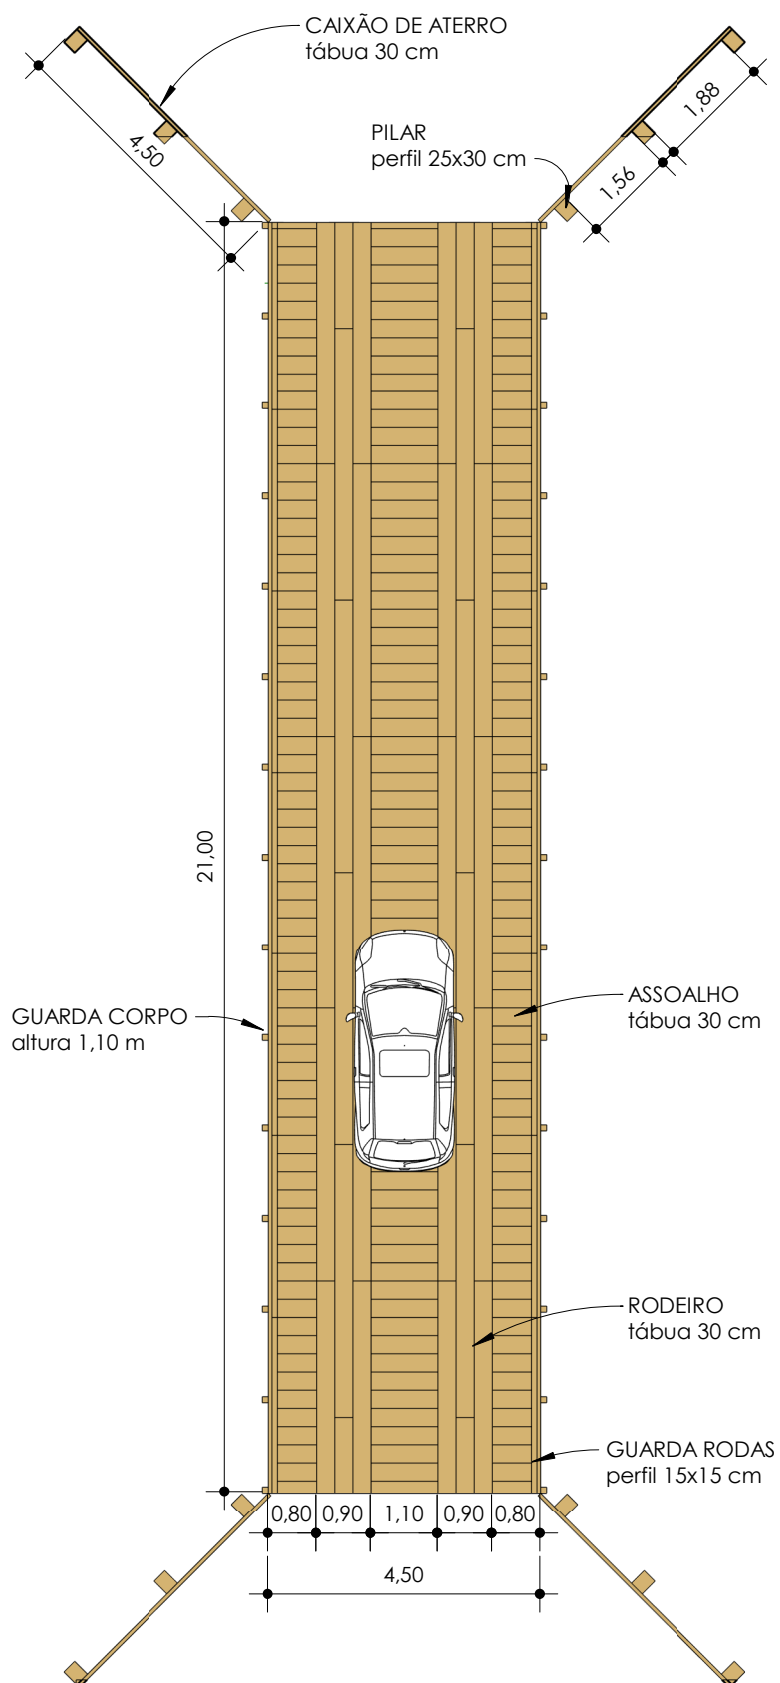 CAIXÃO DE ATERRO
tábua 30 cm
4,50
PILAR
perfil 25x30 cm
1,88
1,56
21,00
GUARDA CORPO
altura 1,10 m
ASSOALHO
tábua 30 cm
RODEIRO
tábua 30 cm
GUARDA RODAS
perfil 15x15 cm
0,80 0,90 1,10 0,90 0,80
4,50